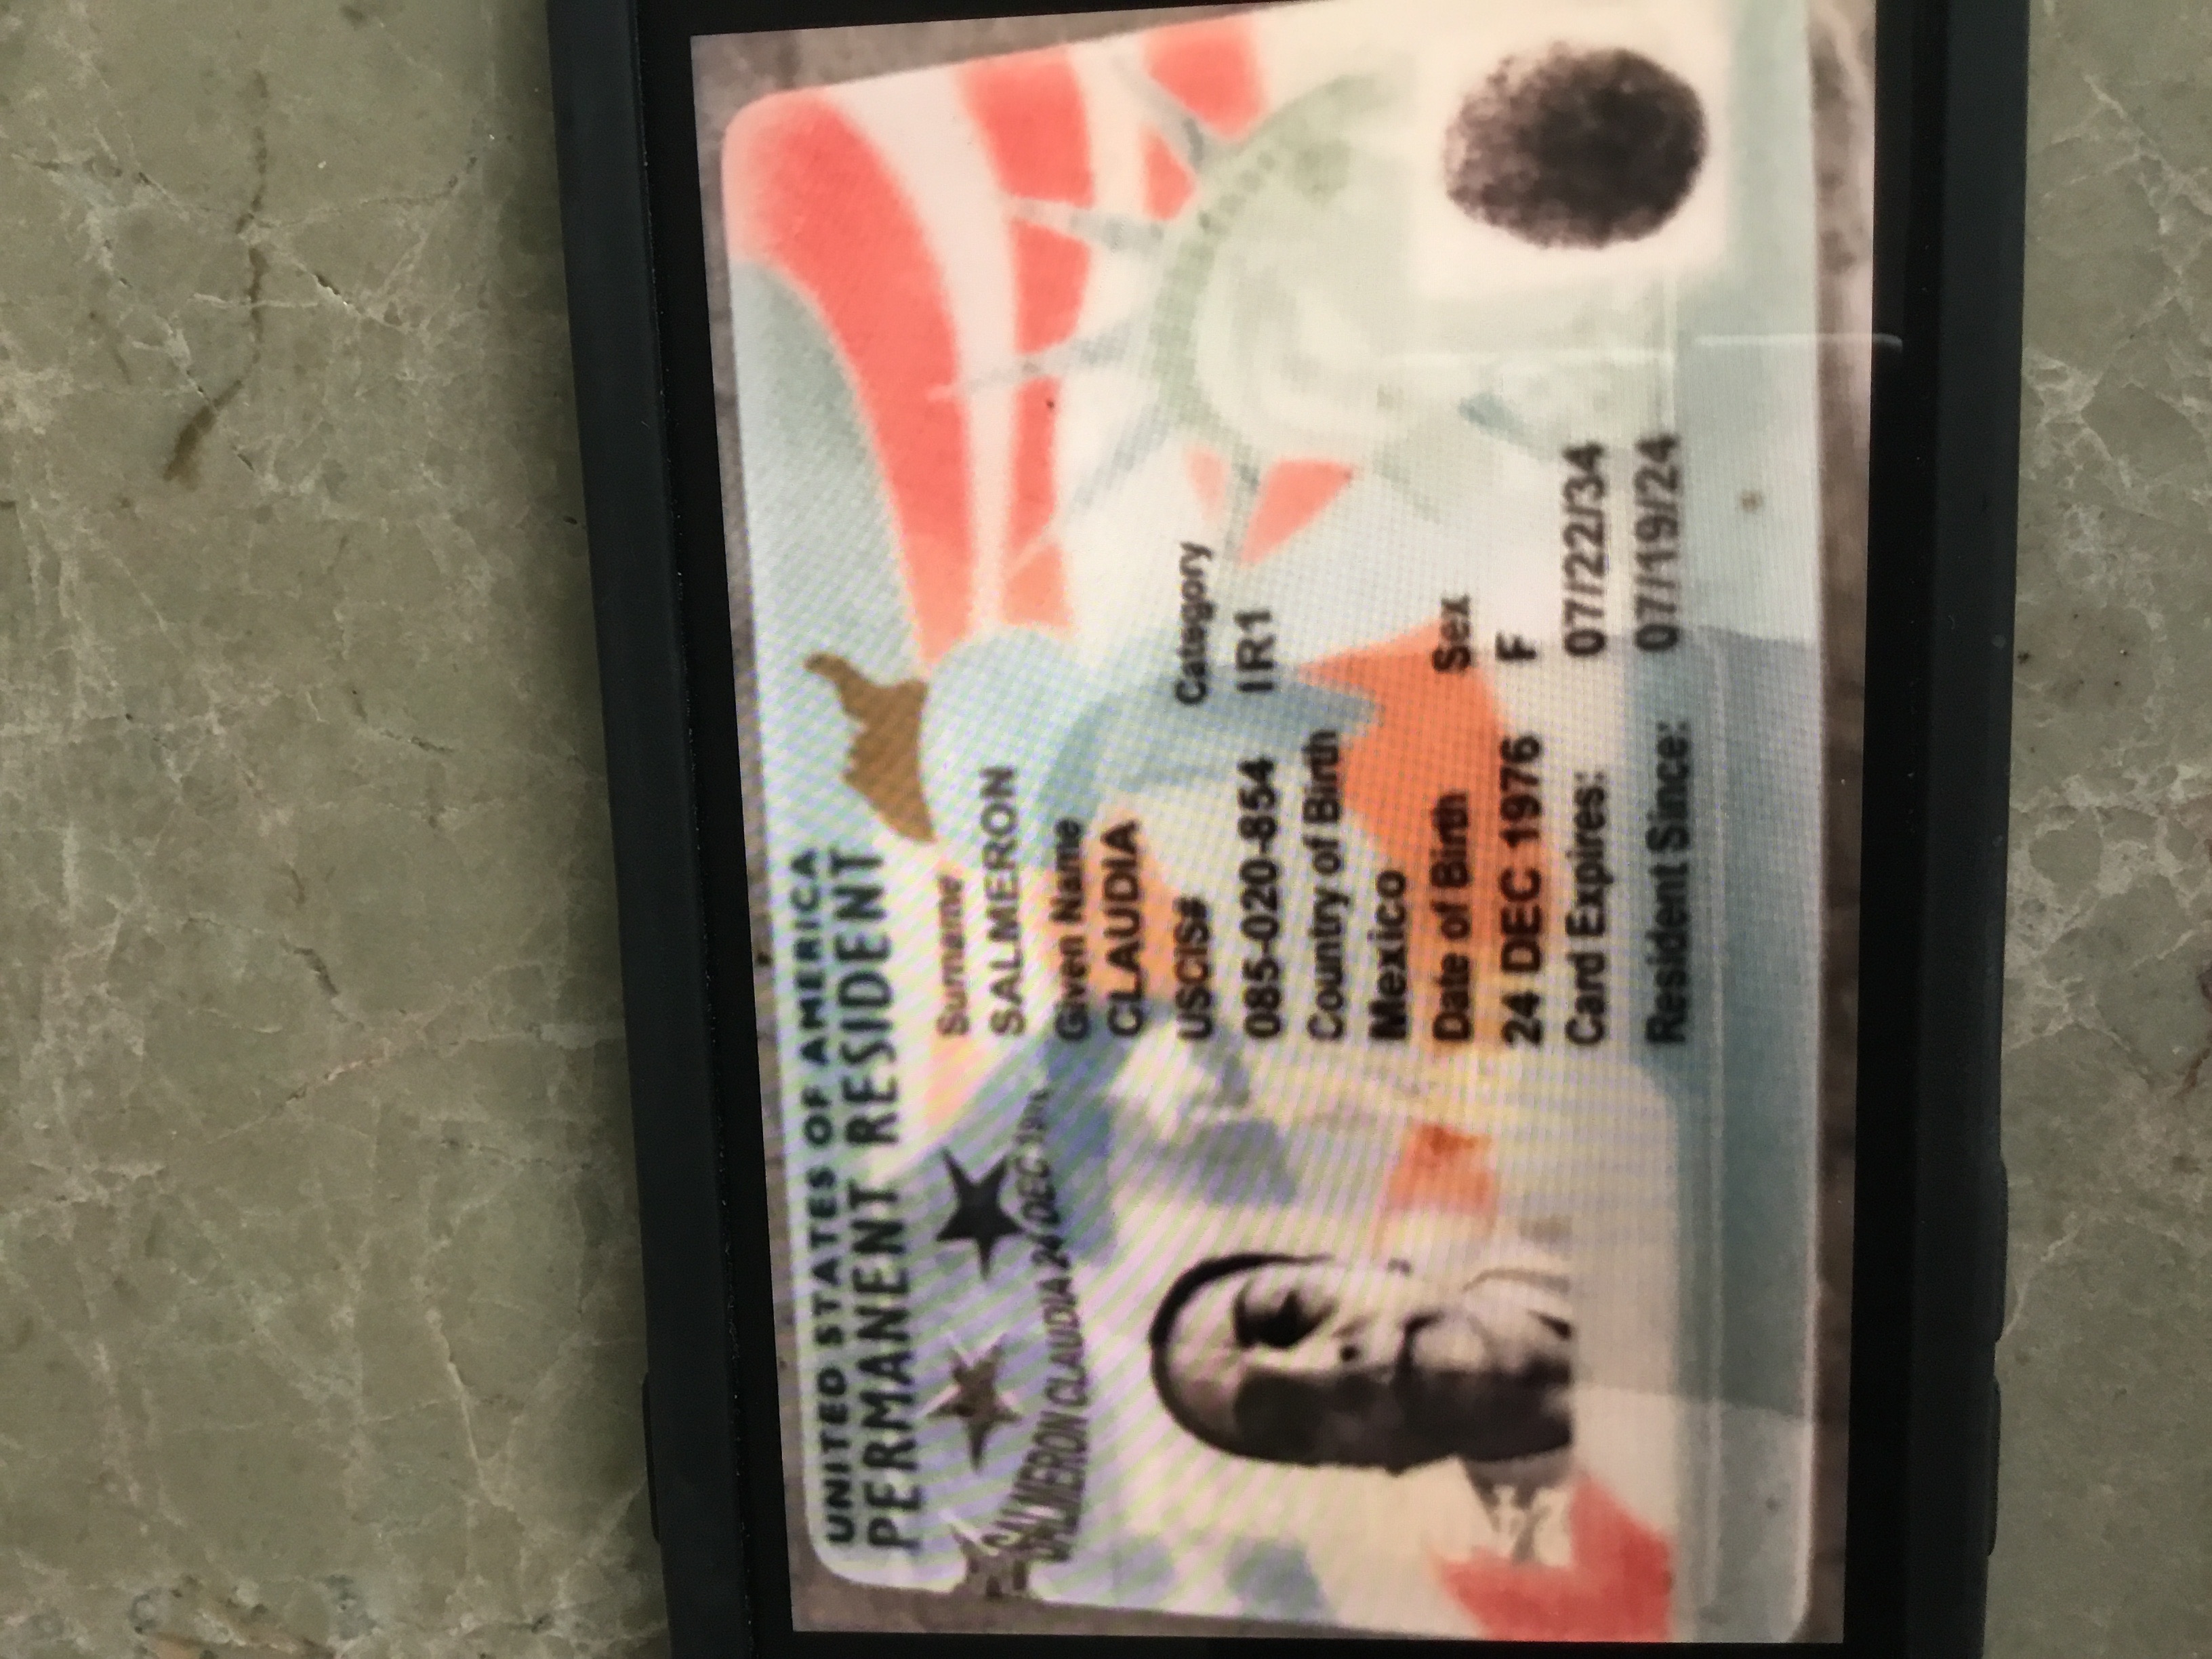 UNITED STATES OF AMERICA
PERMANENT RESIDENT
SALMERON CLAUDIA 24 DEC
Surname
SALMERON
Given Name
CLAUDIA
USCIS# Category
085-020-854 IR1
Country of Birth
Mexico
Date of Birth Sex
24 DEC 1976 F
Card Expires: 07/22/34
Resident Since: 07/19/24